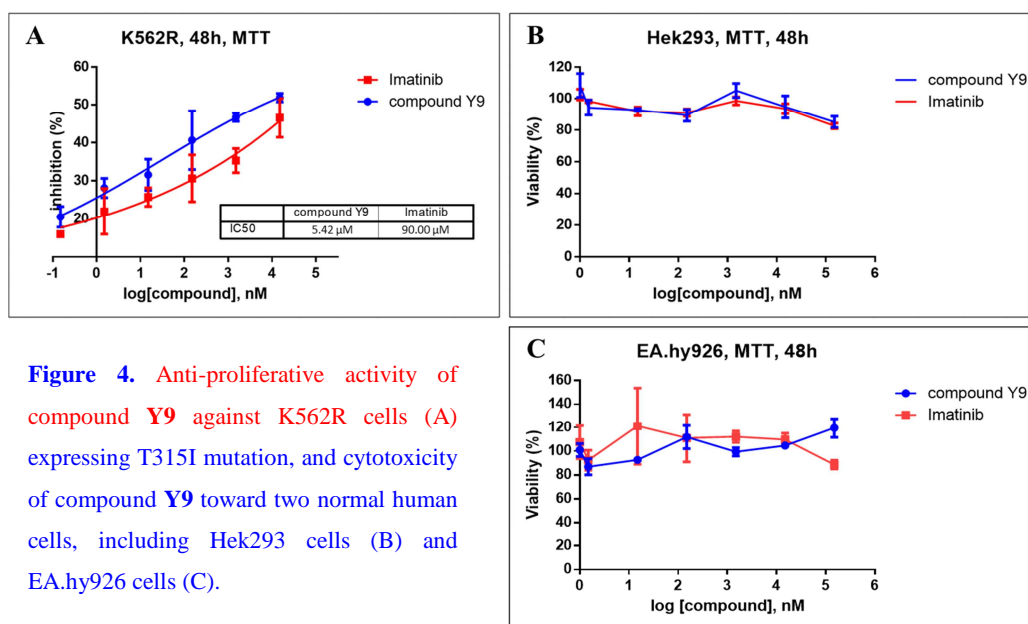 A
K562R, 48h, MTT
60
50
40
30
20
10
0
inhibition (%)
-1 0 1 2 3 4 5
log[compound], nM
Imatinib
compound Y9
compound Y9 Imatinib
IC50 5.42 µM 90.00 µM
B
Hek293, MTT, 48h
120
100
80
60
40
20
0
Viability (%)
0 1 2 3 4 5 6
log[compound], nM
compound Y9
Imatinib
Figure 4. Anti-proliferative activity of
compound Y9 against K562R cells (A)
expressing T315I mutation, and cytotoxicity
of compound Y9 toward two normal human
cells, including Hek293 cells (B) and
EA.hy926 cells (C).
C
EA.hy926, MTT, 48h
160
140
120
100
80
60
40
20
0
Viability (%)
0 1 2 3 4 5 6
log [compound], nM
compound Y9
Imatinib